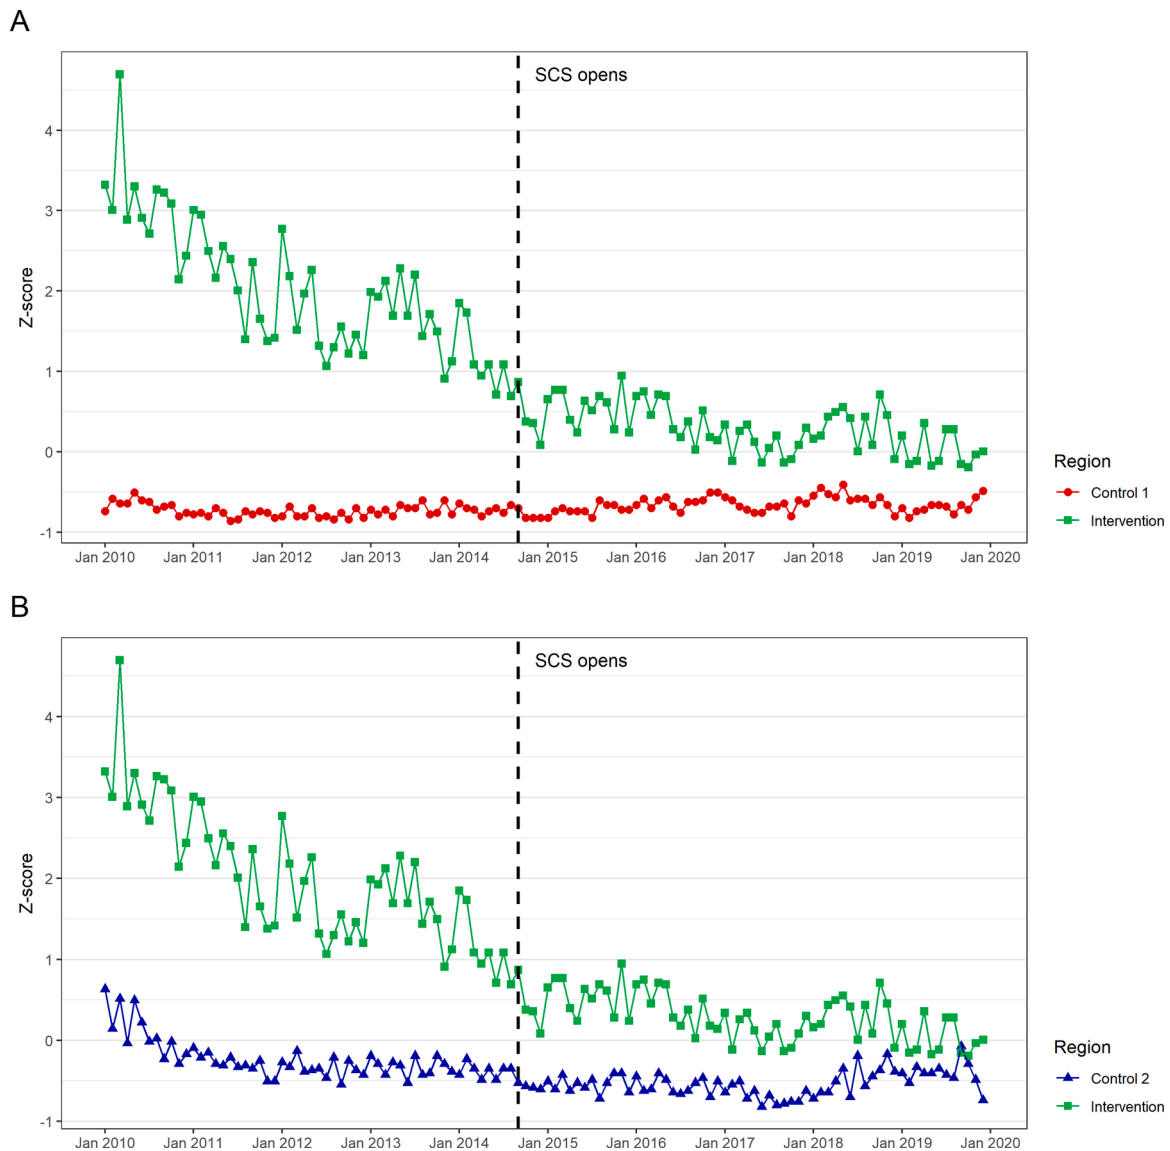 A
SCS opens
4
3
2
1
0
-1
Z-score
Jan 2010 Jan 2011 Jan 2012 Jan 2013 Jan 2014 Jan 2015 Jan 2016 Jan 2017 Jan 2018 Jan 2019 Jan 2020
Region
Control 1
Intervention
B
SCS opens
4
3
2
1
0
-1
Z-score
Jan 2010 Jan 2011 Jan 2012 Jan 2013 Jan 2014 Jan 2015 Jan 2016 Jan 2017 Jan 2018 Jan 2019 Jan 2020
Region
Control 2
Intervention